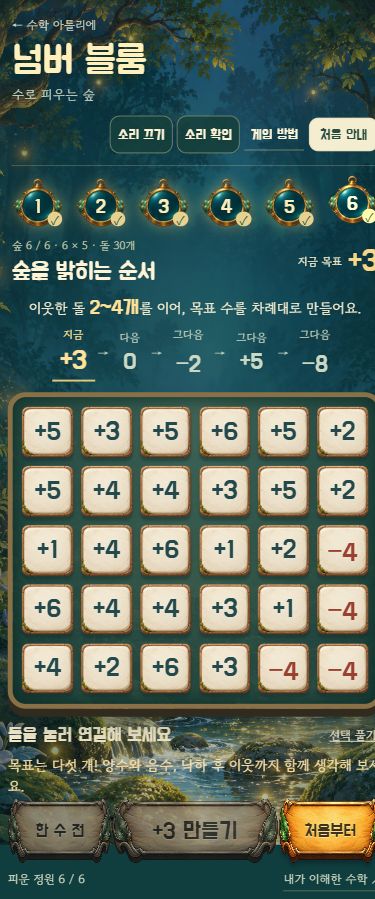 ← 수학 아틀리에
넘버 블룸
수로 피우는 숲
소리 끄기 소리 확인 게임 방법 처음 안내
1 2 3 4 5 6
숲 6 / 6 · 6 × 5 · 돌 30개
숲을 밝히는 순서
지금 목표 +3
이웃한 돌 2~4개를 이어, 목표 수를 차례대로 만들어요.
지금 다음 그다음 그다음 그다음
+3 → 0 → −2 → +5 → −8
+5 +3 +5 +6 +5 +2
+5 +4 +4 +3 +5 +2
+1 +4 +6 +1 +2 −4
+6 +4 +4 +3 +1 −4
+4 +2 +6 +3 −4 −4
돌을 눌러 연결해 보세요
선택 풀기
목표는 다섯 개! 양수와 음수, 낙하 후 이웃까지 함께 생각해 보세
요.
한 수 전 +3 만들기 처음부터
피운 정원 6 / 6
내가 이해한 수학